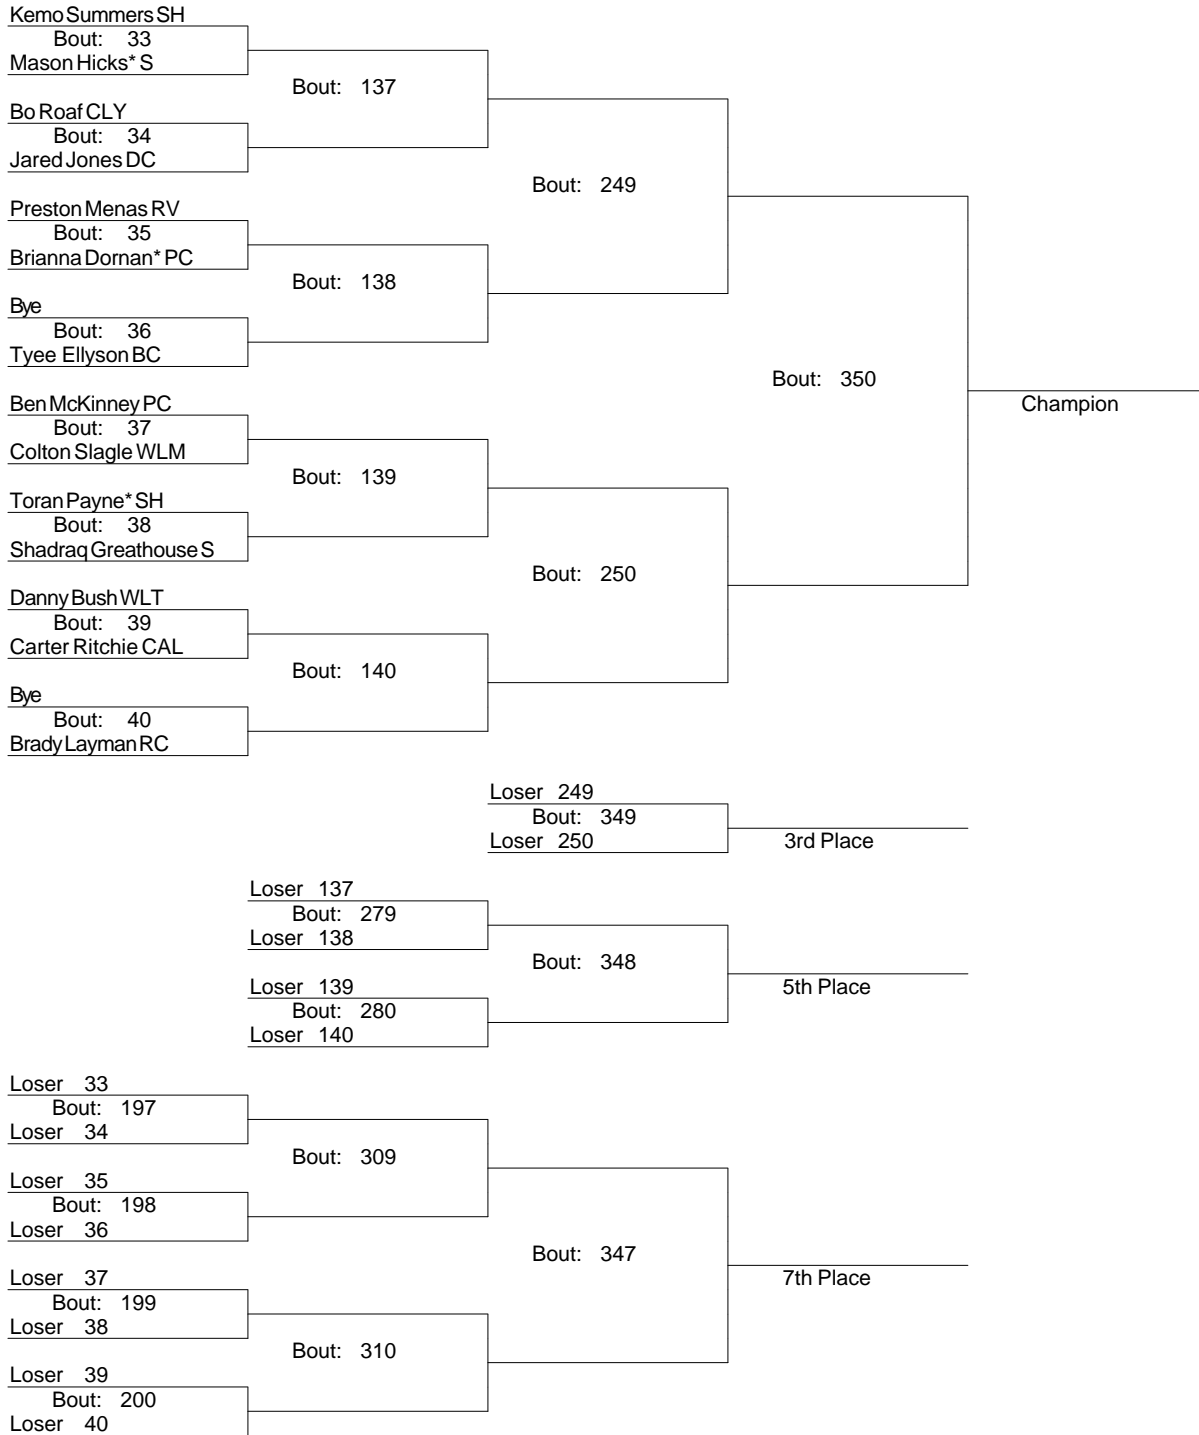 Kemo Summers SH
Bout: 33
Mason Hicks* S
Bout: 137
Bo Roaf CLY
Bout: 34
Jared Jones DC
Bout: 249
Preston Menas RV
Bout: 35
Brianna Dornan* PC
Bout: 138
Bye
Bout: 36
Tyee Ellyson BC
Bout: 350
Champion
Ben McKinney PC
Bout: 37
Colton Slagle WLM
Bout: 139
Toran Payne* SH
Bout: 38
Shadraq Greathouse S
Bout: 250
Danny Bush WLT
Bout: 39
Carter Ritchie CAL
Bout: 140
Bye
Bout: 40
Brady Layman RC
Loser 249
Bout: 349
Loser 250
3rd Place
Loser 137
Bout: 279
Loser 138
Bout: 348
5th Place
Loser 139
Bout: 280
Loser 140
Loser 33
Bout: 197
Loser 34
Bout: 309
Loser 35
Bout: 198
Loser 36
Bout: 347
7th Place
Loser 37
Bout: 199
Loser 38
Bout: 310
Loser 39
Bout: 200
Loser 40